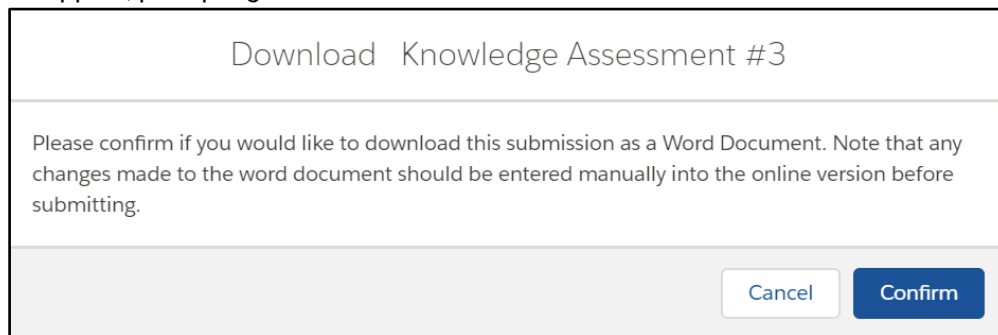 Download Knowledge Assessment #3
Please confirm if you would like to download this submission as a Word Document. Note that any
changes made to the word document should be entered manually into the online version before
submitting.
Cancel Confirm